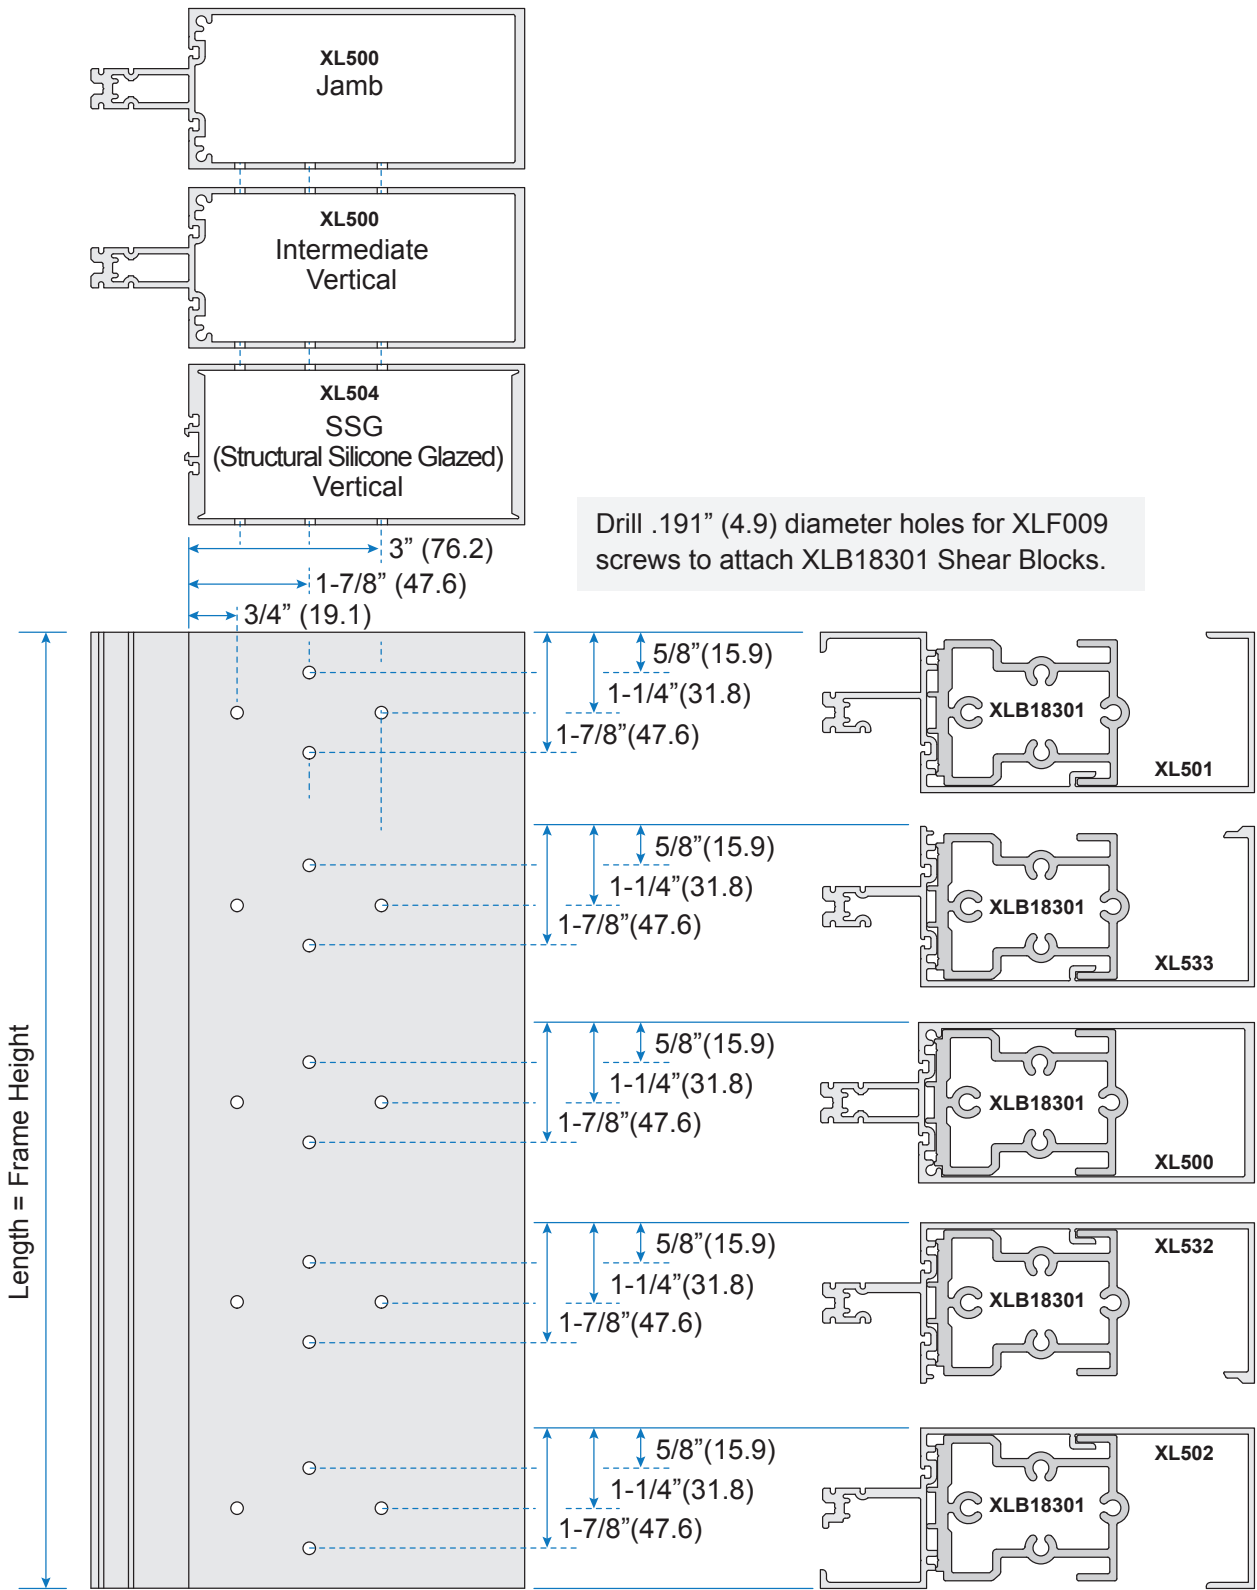 XL500
Jamb
XL500
Intermediate
Vertical
XL504
SSG
(Structural Silicone Glazed)
Vertical
Drill .191” (4.9) diameter holes for XLF009
screws to attach XLB18301 Shear Blocks.
3” (76.2)
1-7/8” (47.6)
3/4” (19.1)
5/8”(15.9)
1-1/4”(31.8)
1-7/8”(47.6)
XLB18301
XL501
5/8”(15.9)
1-1/4”(31.8)
1-7/8”(47.6)
XLB18301
XL533
Length = Frame Height
5/8”(15.9)
1-1/4”(31.8)
1-7/8”(47.6)
XLB18301
XL500
5/8”(15.9)
1-1/4”(31.8)
1-7/8”(47.6)
XL532
XLB18301
5/8”(15.9)
1-1/4”(31.8)
1-7/8”(47.6)
XL502
XLB18301